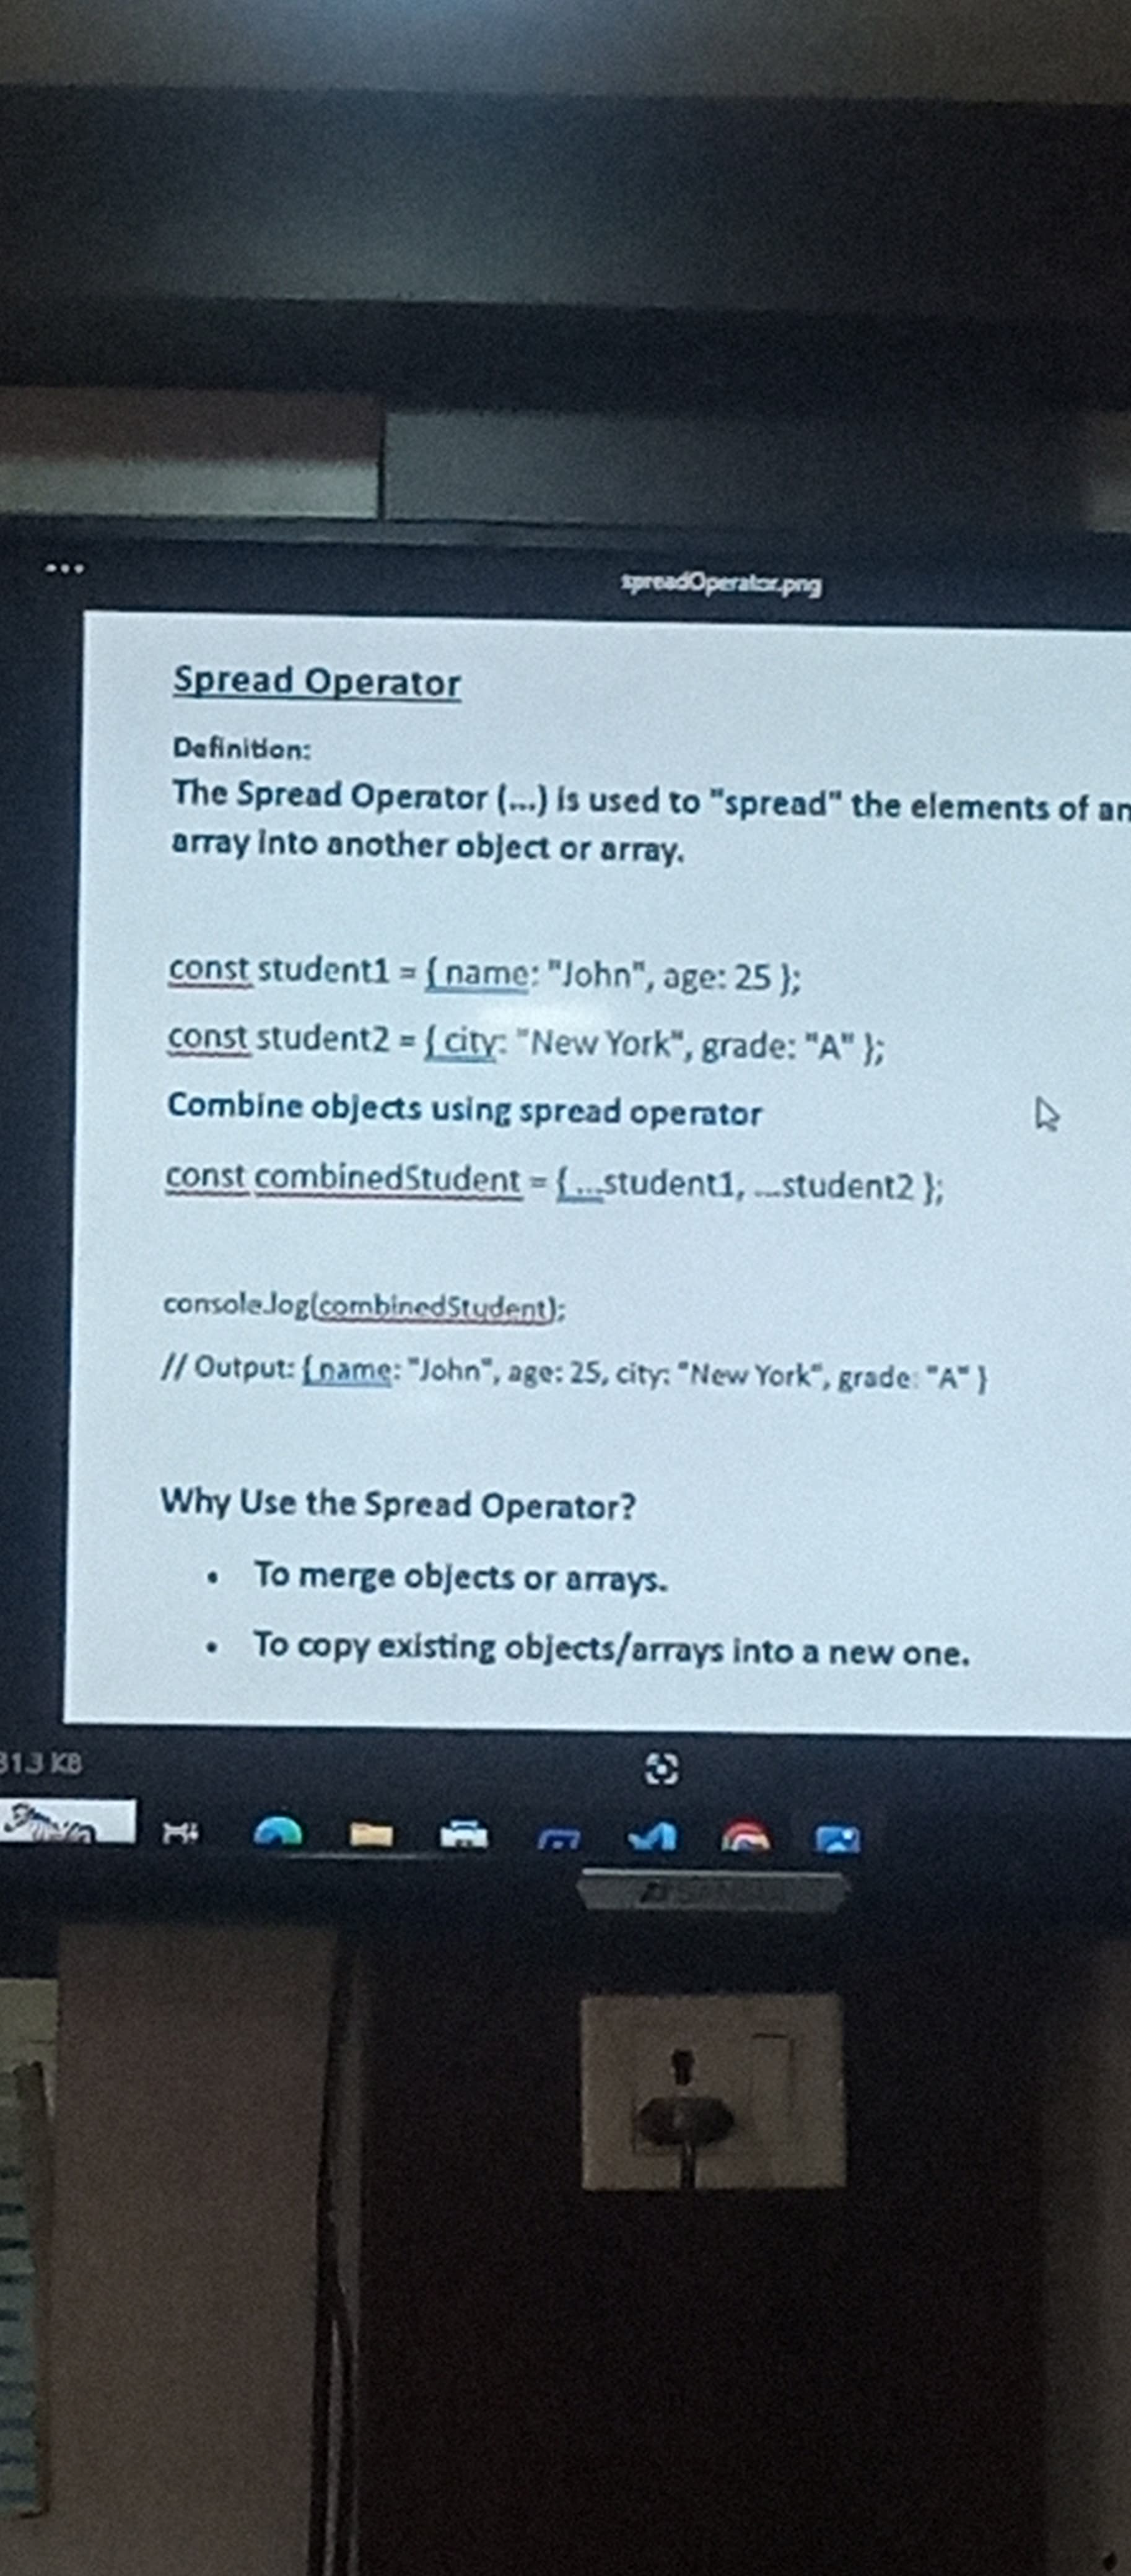 spreadOperator.png
Spread Operator
Definition:
The Spread Operator (...) is used to "spread" the elements of an
array into another object or array.
const student1 = { name: "John", age: 25 };
const student2 = { city: "New York", grade: "A" };
Combine objects using spread operator
const combinedStudent = { ...student1, ...student2 };
console.log(combinedStudent);
// Output: { name: "John", age: 25, city: "New York", grade: "A" }
Why Use the Spread Operator?
• To merge objects or arrays.
• To copy existing objects/arrays into a new one.
31.3 KB